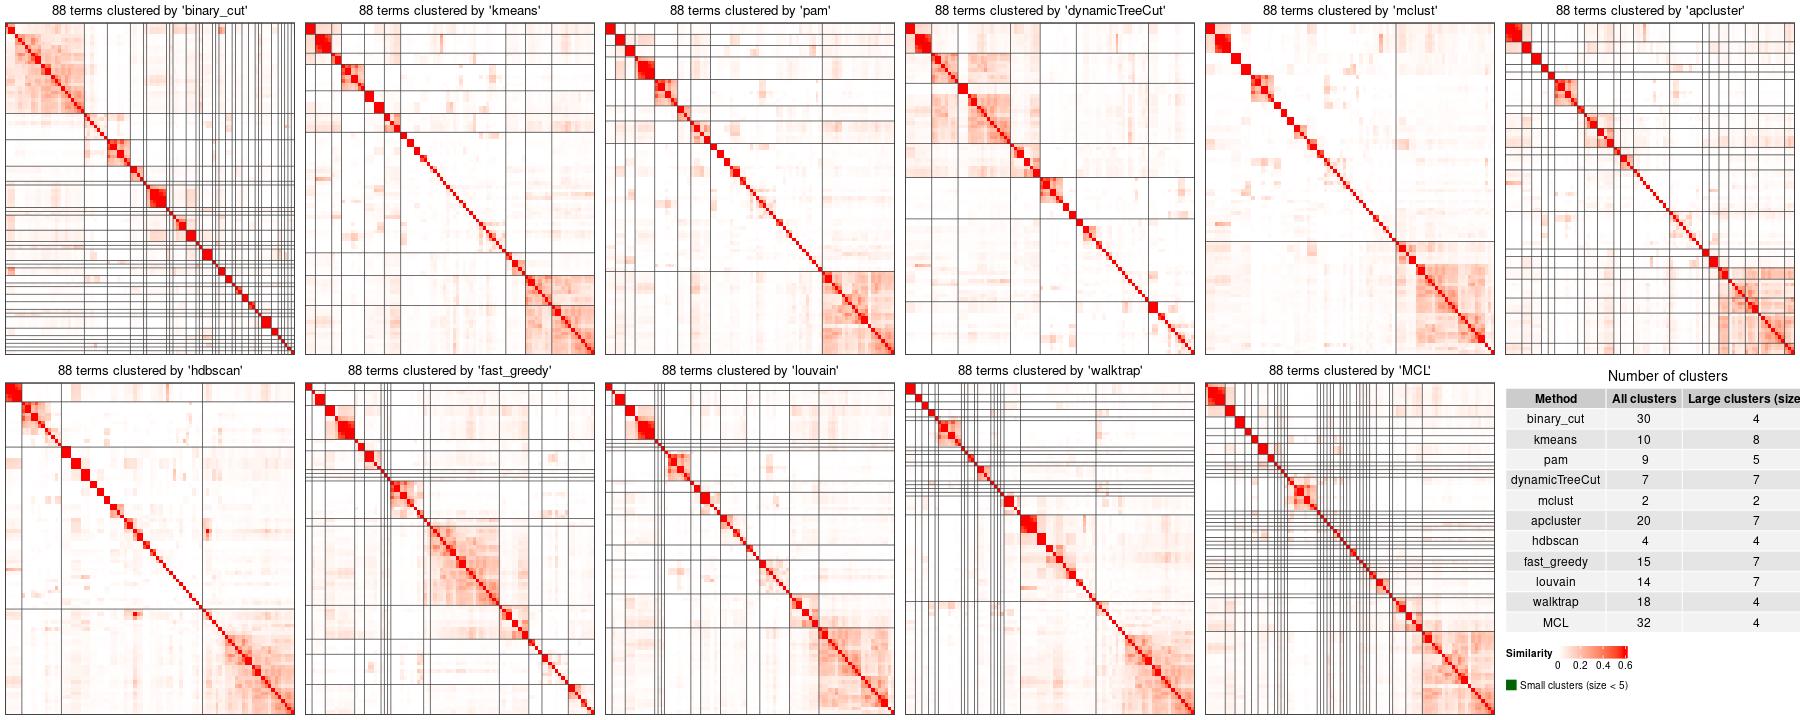 88 terms clustered by 'binary_cut'
88 terms clustered by 'kmeans'
88 terms clustered by 'pam'
88 terms clustered by 'dynamicTreeCut'
88 terms clustered by 'mclust'
88 terms clustered by 'apcluster'
88 terms clustered by 'hdbscan'
88 terms clustered by 'fast_greedy'
88 terms clustered by 'louvain'
88 terms clustered by 'walktrap'
88 terms clustered by 'MCL'
Number of clusters
Method All clusters Large clusters (size
binary_cut 30 4
kmeans 10 8
pam 9 5
dynamicTreeCut 7 7
mclust 2 2
apcluster 20 7
hdbscan 4 4
fast_greedy 15 7
louvain 14 7
walktrap 18 4
MCL 32 4
Similarity
0 0.2 0.4 0.6
Small clusters (size < 5)